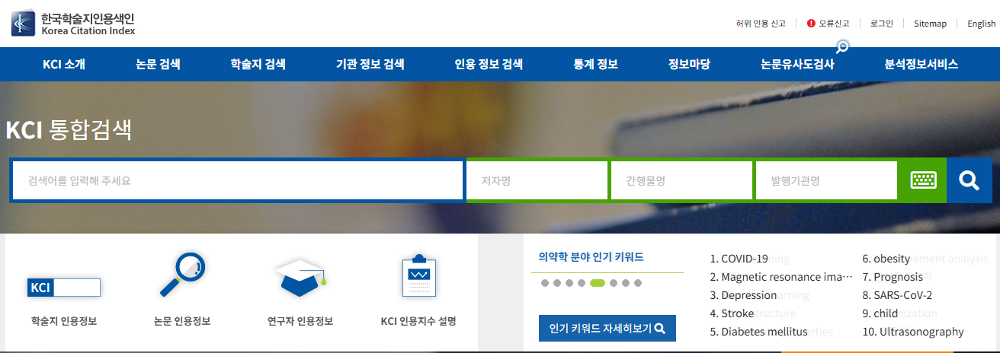 한국학술지인용색인
Korea Citation Index
허위 인용 신고
오류신고
로그인
Sitemap
English
KCI 소개
논문 검색
학술지 검색
기관 정보 검색
인용 정보 검색
통계 정보
정보마당
논문유사도검사
분석정보서비스
KCI 통합검색
검색어를 입력해 주세요
저자명
간행물명
발행기관명
KCI
학술지 인용정보
논문 인용정보
연구자 인용정보
KCI 인용지수 설명
의약학 분야 인기 키워드
인기 키워드 자세히보기
1. COVID-19
2. Magnetic resonance ima…
3. Depression
4. Stroke
5. Diabetes mellitus
6. obesity
7. Prognosis
8. SARS-CoV-2
9. child
10. Ultrasonography